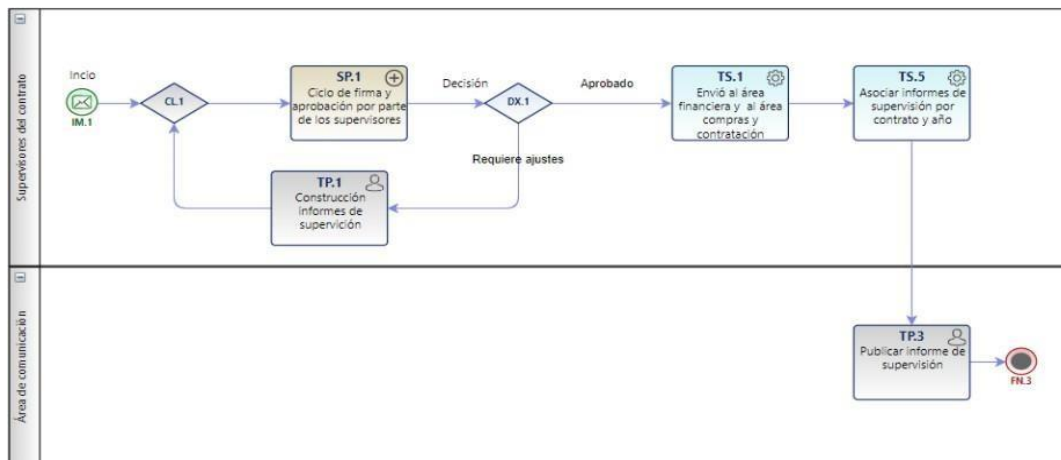 Supervisores del contrato
Incio
IM.1
CL.1
SP.1
Ciclo de firma y
aprobación por parte
de los supervisores
Decisión
DX.1
Aprobado
TS.1
Envió al área
financiera y al área
compras y
contratación
TS.5
Asociar informes de
supervisión por
contrato y año
Requiere ajustes
TP.1
Construcción
informes de
supervición
Área de comunicación
TP.3
Publicar informe de
supervisión
FN.3